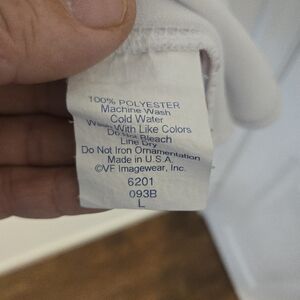 100% POLYESTER
Machine Wash
Cold Water
Wash With Like Colors
Do Not Bleach
Line Dry
Do Not Iron Ornamentation
Made in U.S.A.
©VF Imagewear, Inc.
6201
093B
L